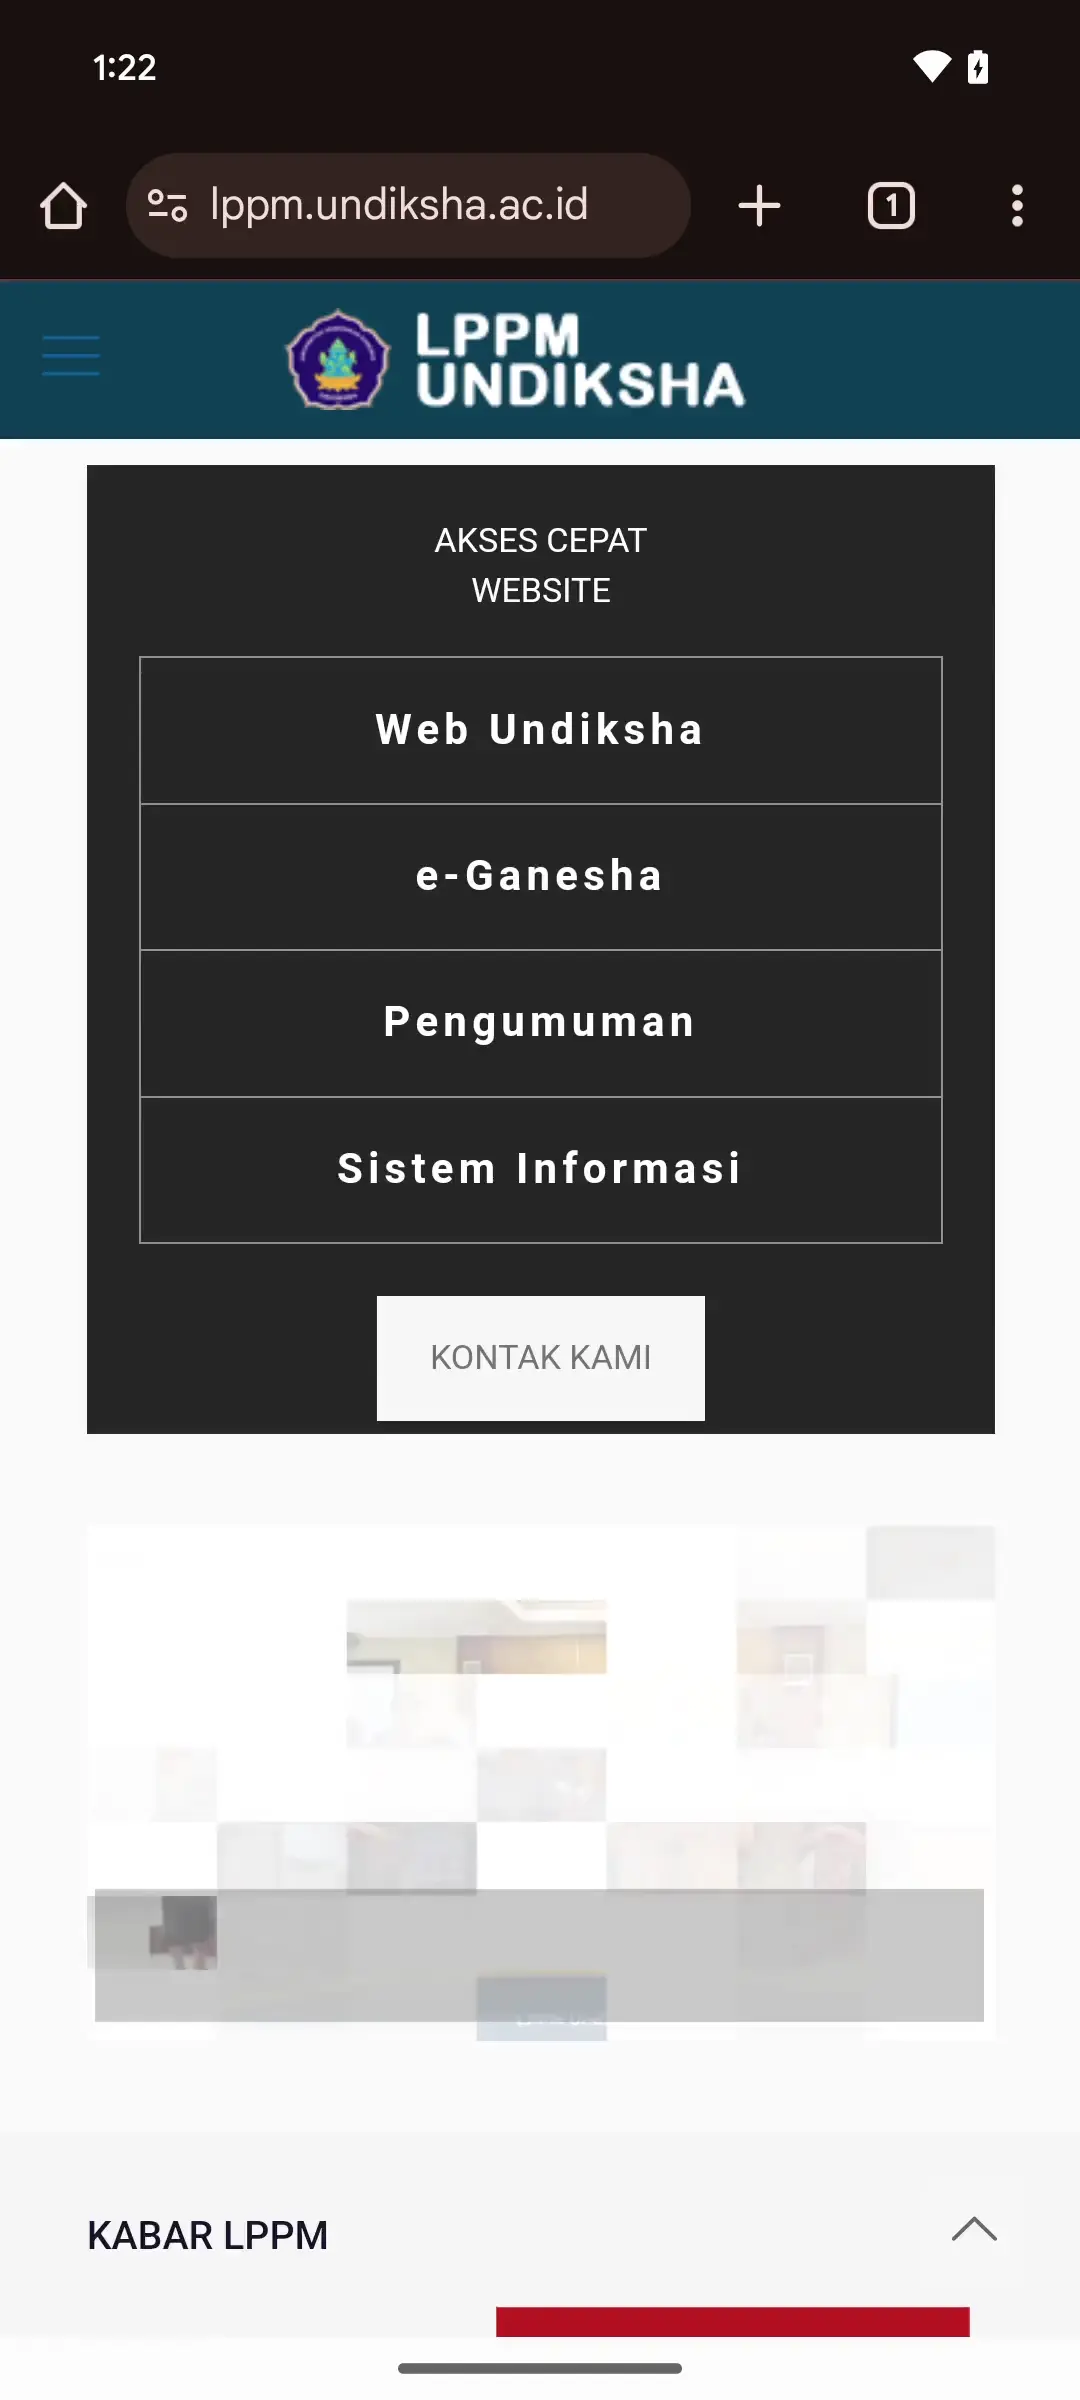 1:22
lppm.undiksha.ac.id
1
LPPM
UNDIKSHA
AKSES CEPAT
WEBSITE
Web Undiksha
e-Ganesha
Pengumuman
Sistem Informasi
KONTAK KAMI
KABAR LPPM